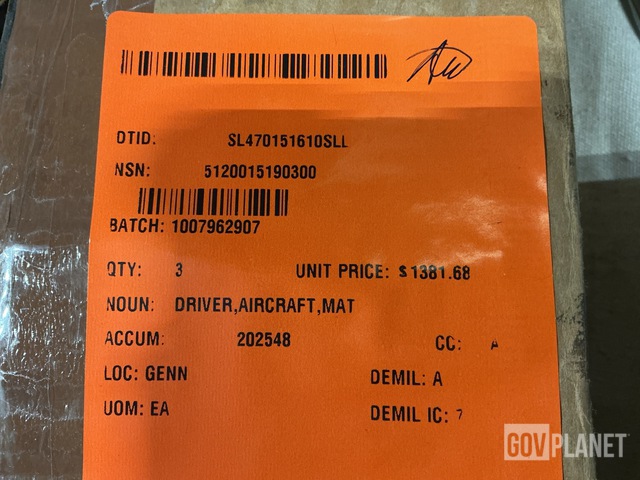 DTID: SL470151610SLL
NSN: 5120015190300
BATCH: 1007962907
QTY: 3 UNIT PRICE: $1381.68
NOUN: DRIVER,AIRCRAFT,MAT
ACCUM: 202548 CC: A
LOC: GENN DEMIL: A
UOM: EA DEMIL IC: 7
GOVPLANET